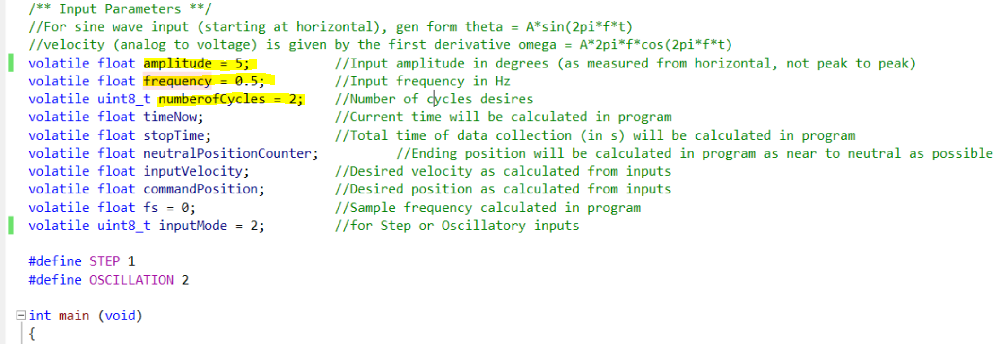 /** Input Parameters **/
//For sine wave input (starting at horizontal), gen form theta = A*sin(2pi*f*t)
//velocity (analog to voltage) is given by the first derivative omega = A*2pi*f*cos(2pi*f*t)
volatile float amplitude = 5; //Input amplitude in degrees (as measured from horizontal, not peak to peak)
volatile float frequency = 0.5; //Input frequency in Hz
volatile uint8_t numberofCycles = 2; //Number of cycles desires
volatile float timeNow; //Current time will be calculated in program
volatile float stopTime; //Total time of data collection (in s) will be calculated in program
volatile float neutralPositionCounter; //Ending position will be calculated in program as near to neutral as possible
volatile float inputVelocity; //Desired velocity as calculated from inputs
volatile float commandPosition; //Desired position as calculated from inputs
volatile float fs = 0; //Sample frequency calculated in program
volatile uint8_t inputMode = 2; //for Step or Oscillatory inputs
#define STEP 1
#define OSCILLATION 2
int main (void)
{